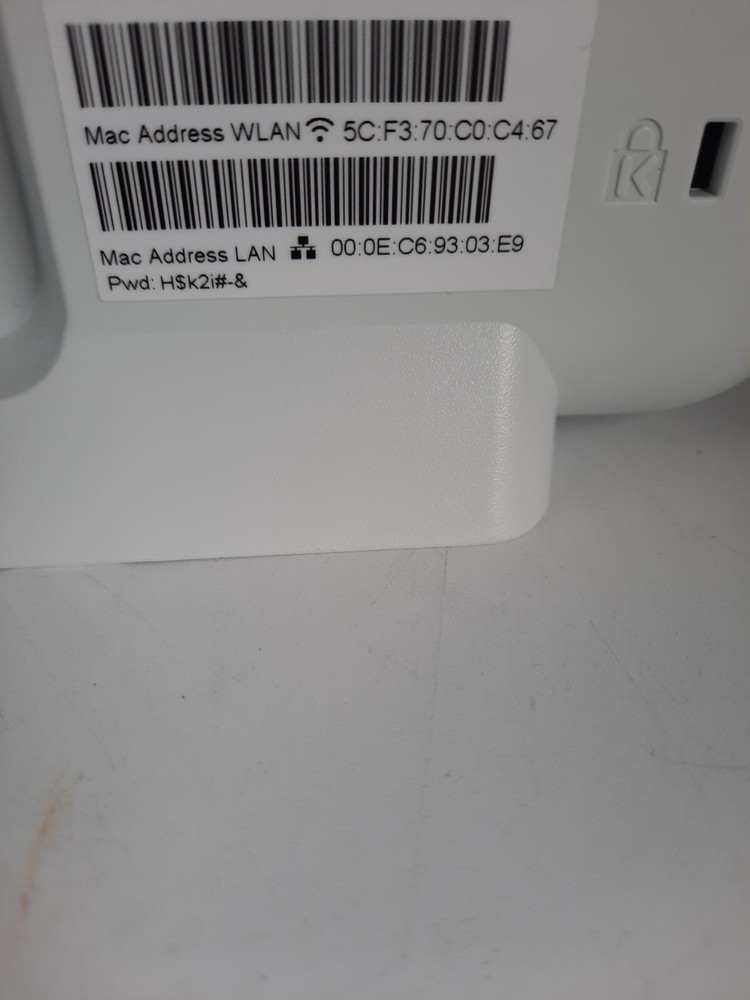 Mac Address WLAN 5C:F3:70:C0:C4:67
Mac Address LAN 00:0E:C6:93:03:E9
Pwd: H$k2i#-&